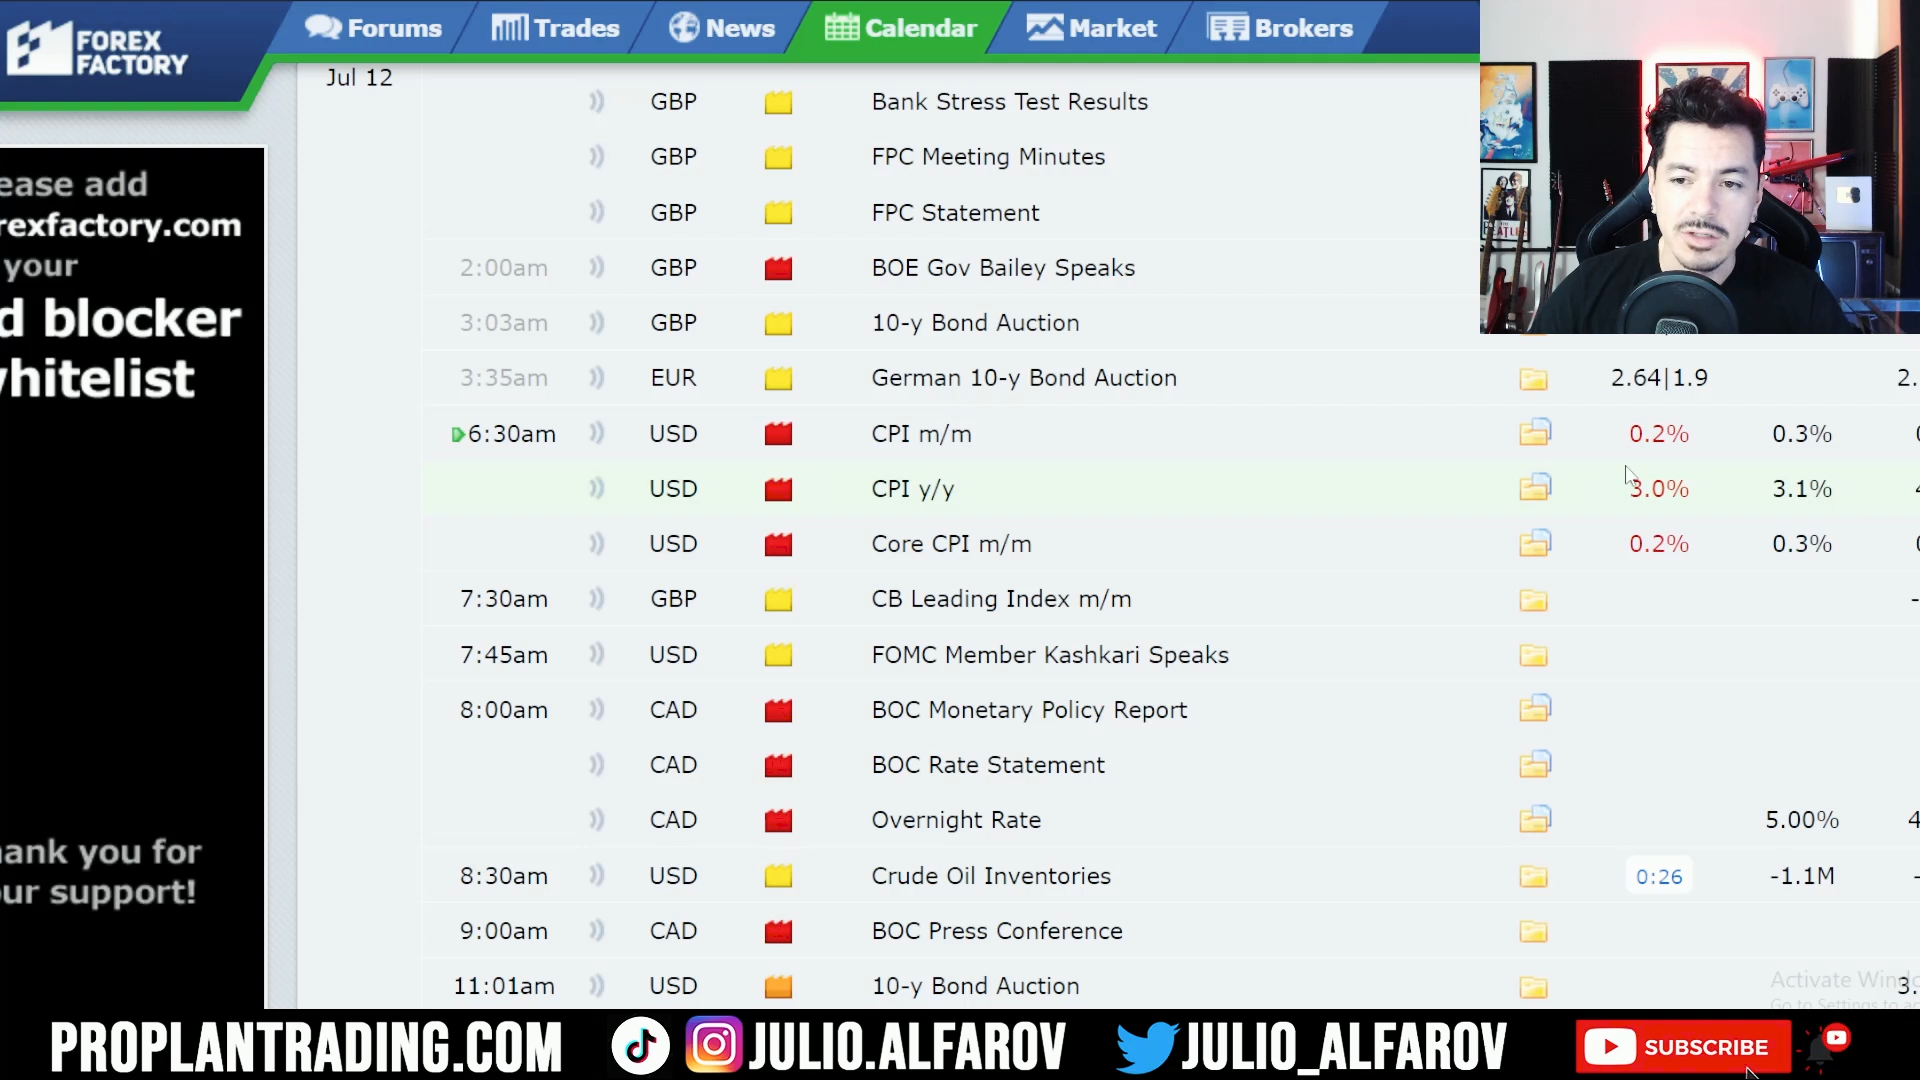 FOREX
FACTORY
Forums
Trades
News
Calendar
Market
Brokers
Jul 12
GBP Bank Stress Test Results
GBP FPC Meeting Minutes
GBP FPC Statement
2:00am GBP BOE Gov Bailey Speaks
3:03am GBP 10-y Bond Auction
3:35am EUR German 10-y Bond Auction 2.64|1.9 2.
6:30am USD CPI m/m 0.2% 0.3%
USD CPI y/y 3.0% 3.1%
USD Core CPI m/m 0.2% 0.3%
7:30am GBP CB Leading Index m/m -
7:45am USD FOMC Member Kashkari Speaks
8:00am CAD BOC Monetary Policy Report
CAD BOC Rate Statement
CAD Overnight Rate 5.00% 4
8:30am USD Crude Oil Inventories 0:26 -1.1M -
9:00am CAD BOC Press Conference
11:01am USD 10-y Bond Auction 3.
ease add
rexfactory.com
your
d blocker
whitelist
ank you for
ur support!
Activate Wind
PROPLANTRADING.COM
JULIO.ALFAROV
JULIO_ALFAROV
SUBSCRIBE